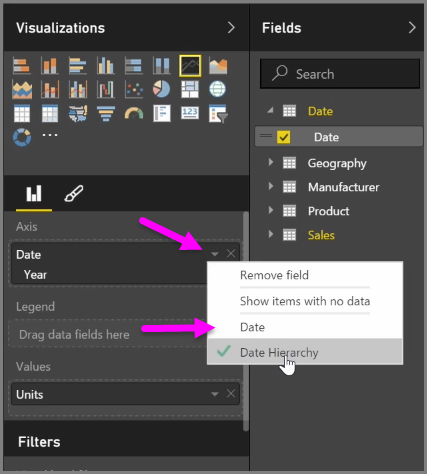 Visualizations
Fields
Search
Date
Date
Geography
Manufacturer
Product
Sales
Axis
Date
Year
Legend
Drag data fields here
Values
Units
Filters
Remove field
Show items with no data
Date
Date Hierarchy